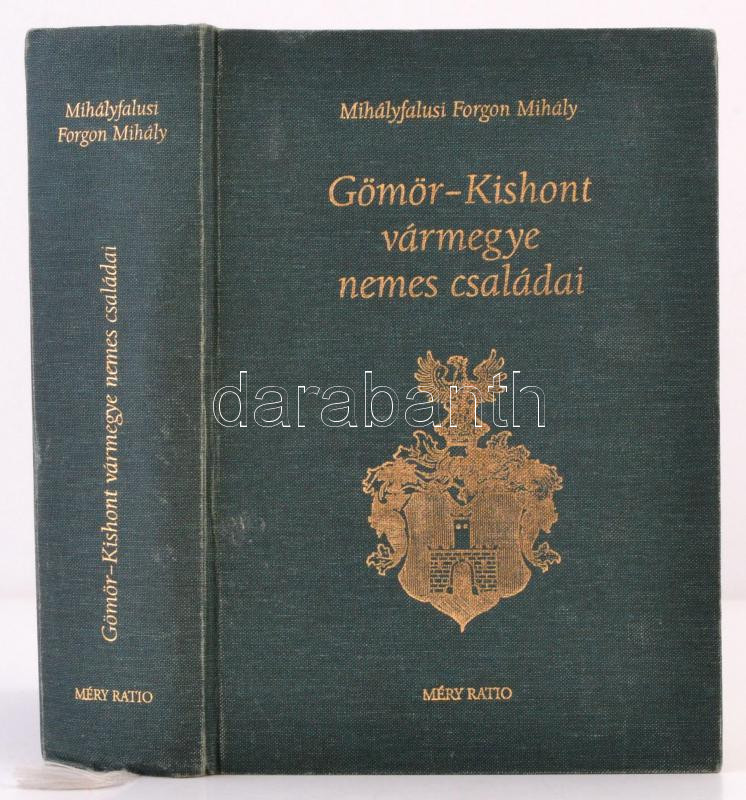 Mihályfalusi
Forgon Mihály
Gömör-Kishont vármegye nemes családai
MÉRY RATIO
Mihályfalusi Forgon Mihály
Gömör-Kishont
vármegye
nemes családai
darabanth
MÉRY RATIO